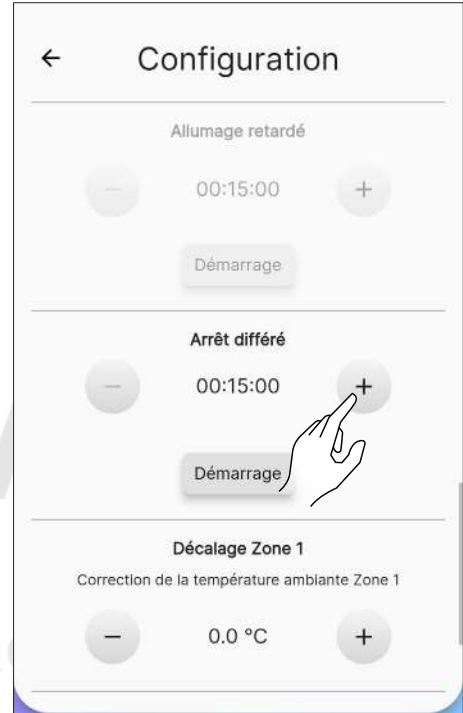 ← Configuration
Allumage retardé
− 00:15:00 +
Démarrage
Arrêt différé
− 00:15:00 +
Démarrage
Décalage Zone 1
Correction de la température ambiante Zone 1
− 0.0 °C +